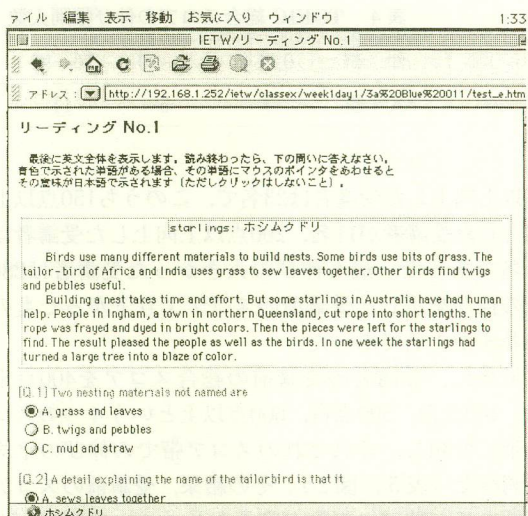 ファイル 編集 表示 移動 お気に入り ウィンドウ 1:33
IETW/リーディング No.1
アドレス: http://192.168.1.252/ietw/classex/week1day1/3a%20Blue%20011/test_e.htm
リーディング No.1
最後に英文全体を表示します。読み終わったら、下の問いに答えなさい。
青色で示された単語がある場合、その単語にマウスのポインタをあわせると
その意味が日本語で示されます(ただしクリックはしないこと)。
starlings: ホシムクドリ
Birds use many different materials to build nests. Some birds use bits of grass. The
tailor-bird of Africa and India uses grass to sew leaves together. Other birds find twigs
and pebbles useful.
Building a nest takes time and effort. But some starlings in Australia have had human
help. People in Ingham, a town in northern Queensland, cut rope into short lengths. The
rope was frayed and dyed in bright colors. Then the pieces were left for the starlings to
find. The result pleased the people as well as the birds. In one week the starlings had
turned a large tree into a blaze of color.
[Q.1] Two nesting materials not named are
A. grass and leaves
B. twigs and pebbles
C. mud and straw
[Q.2] A detail explaining the name of the tailorbird is that it
A. sews leaves together
ホシムクドリ